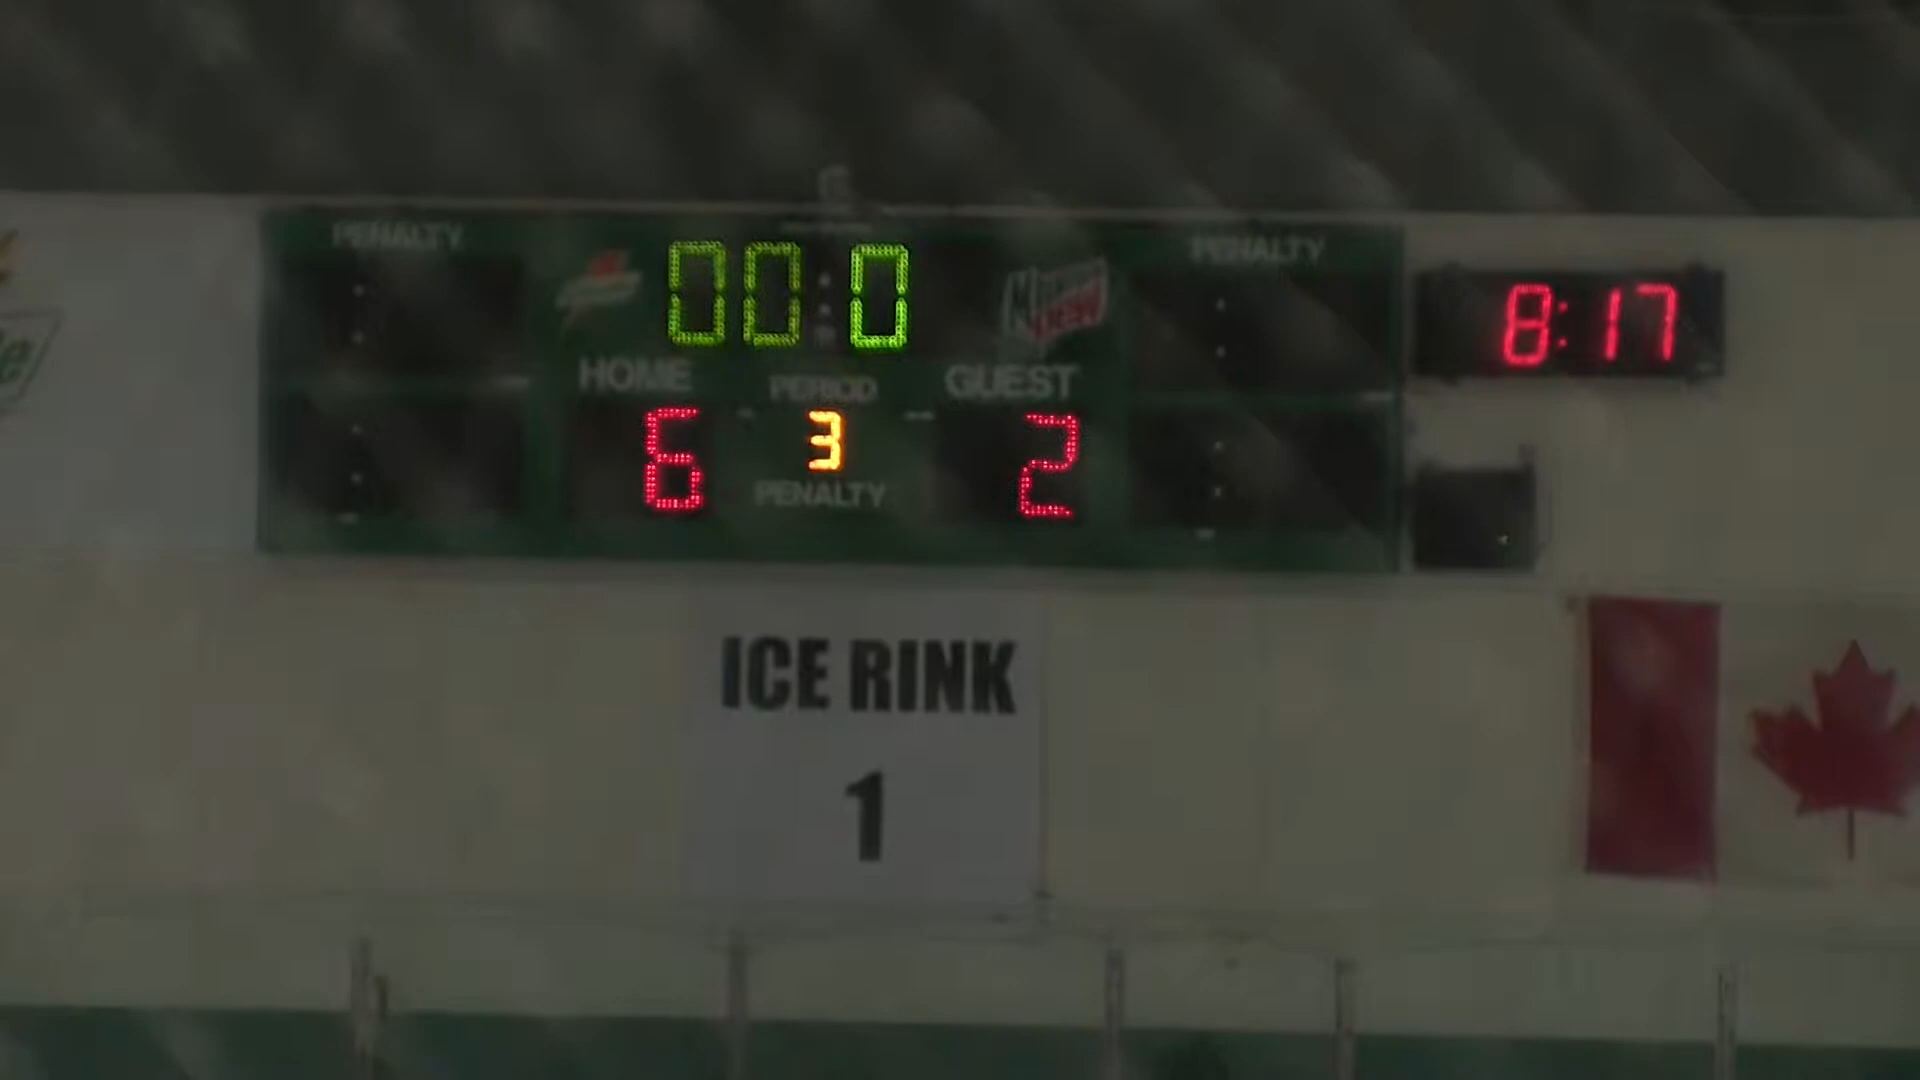 PENALTY
00:0
PENALTY
8:17
HOME
PERIOD
GUEST
6
3
2
PENALTY
ICE RINK
1